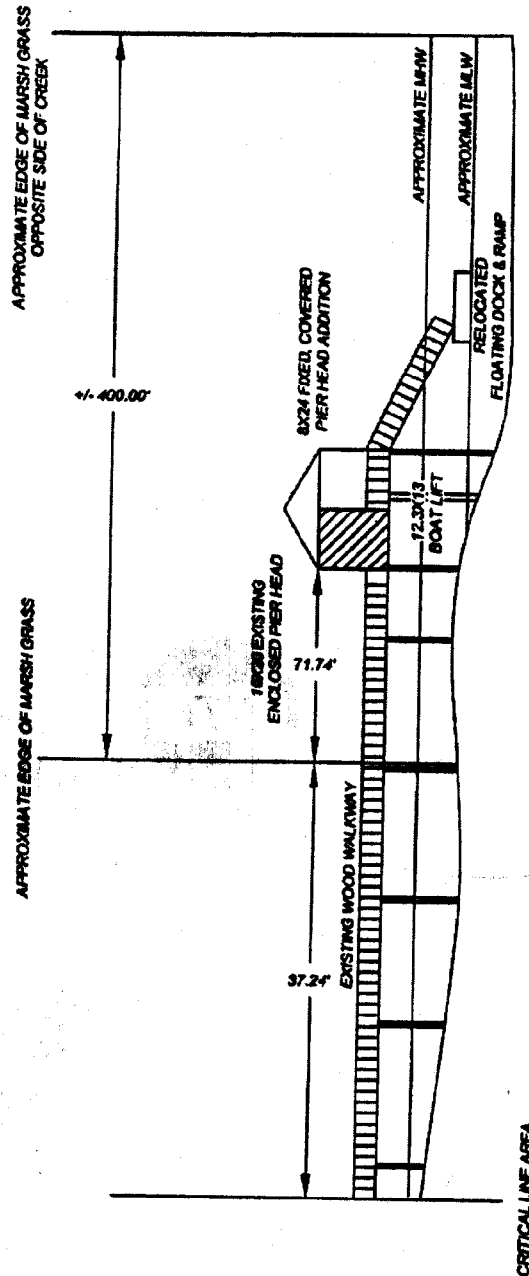 APPROXIMATE EDGE OF MARSH GRASS
OPPOSITE SIDE OF CREEK
+/- 400.00'
APPROXIMATE EDGE OF MARSH GRASS
8X24 FIXED, COVERED
PIER HEAD ADDITION
EXISTING
ENCLOSED PIER HEAD
71.74'
37.24'
EXISTING WOOD WALKWAY
12.3X13
BOAT LIFT
APPROXIMATE MHW
APPROXIMATE MLW
RELOCATED
FLOATING DOCK & RAMP
CRITICAL LINE AREA